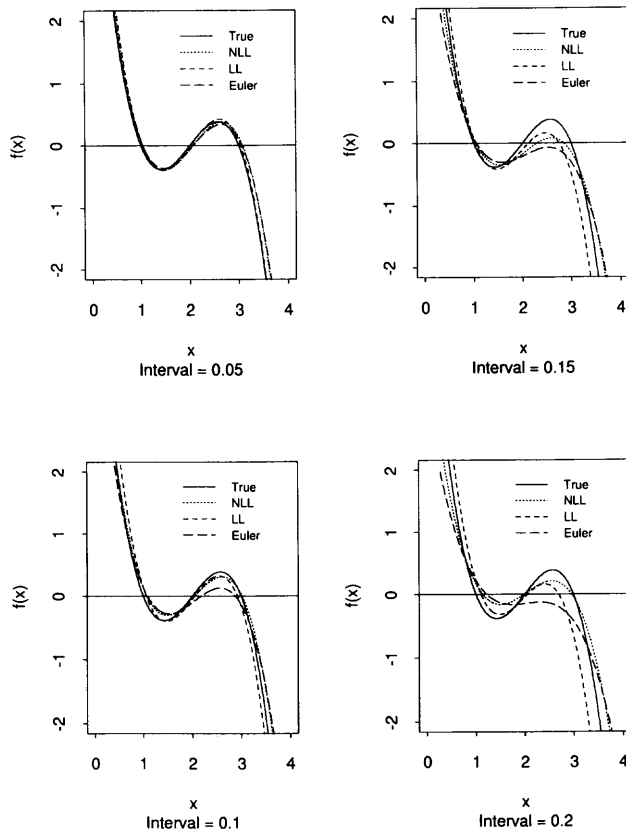 2
True
NLL
LL
Euler
1
f(x)
0
-1
-2
0 1 2 3 4
x
Interval = 0.05
2
True
NLL
LL
Euler
1
f(x)
0
-1
-2
0 1 2 3 4
x
Interval = 0.15
2
True
NLL
LL
Euler
1
f(x)
0
-1
-2
0 1 2 3 4
x
Interval = 0.1
2
True
NLL
LL
Euler
1
f(x)
0
-1
-2
0 1 2 3 4
x
Interval = 0.2